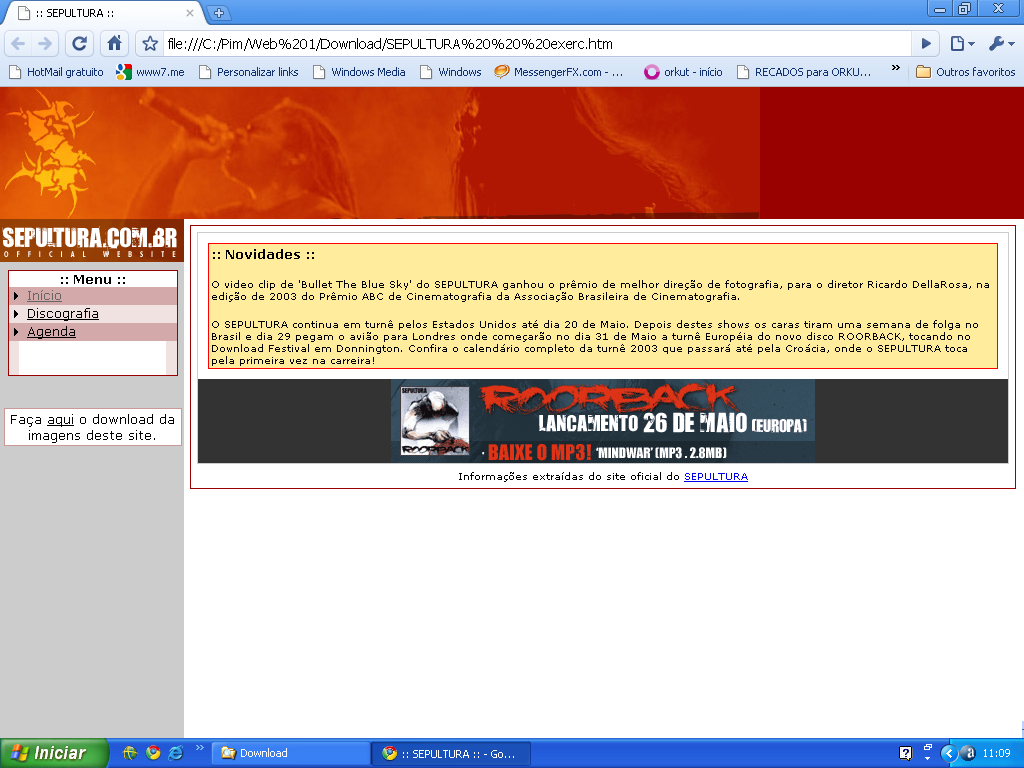 :: SEPULTURA ::
file:///C:/Pim/Web%201/Download/SEPULTURA%20%20%20exerc.htm
HotMail gratuito www7.me Personalizar links Windows Media Windows MessengerFX.com - ... orkut - início RECADOS para ORKU... » Outros favoritos
SEPULTURA.COM.BR
OFFICIAL WEBSITE
:: Menu ::
Início
Discografia
Agenda
Faça aqui o download da
imagens deste site.
:: Novidades ::
O video clip de 'Bullet The Blue Sky' do SEPULTURA ganhou o prêmio de melhor direção de fotografia, para o diretor Ricardo DellaRosa, na
edição de 2003 do Prêmio ABC de Cinematografia da Associação Brasileira de Cinematografia.
O SEPULTURA continua em turnê pelos Estados Unidos até dia 20 de Maio. Depois destes shows os caras tiram uma semana de folga no
Brasil e dia 29 pegam o avião para Londres onde começarão no dia 31 de Maio a turnê Européia do novo disco ROORBACK, tocando no
Download Festival em Donnington. Confira o calendário completo da turnê 2003 que passará até pela Croácia, onde o SEPULTURA toca
pela primeira vez na carreira!
SEPULTURA
ROORBACK
ROORBACK
LANCAMENTO 26 DE MAIO (EUROPA)
· BAIXE O MP3! 'MINDWAR' (MP3 . 2.8MB)
Informações extraídas do site oficial do SEPULTURA
Iniciar » Download :: SEPULTURA :: - Go... 11:09